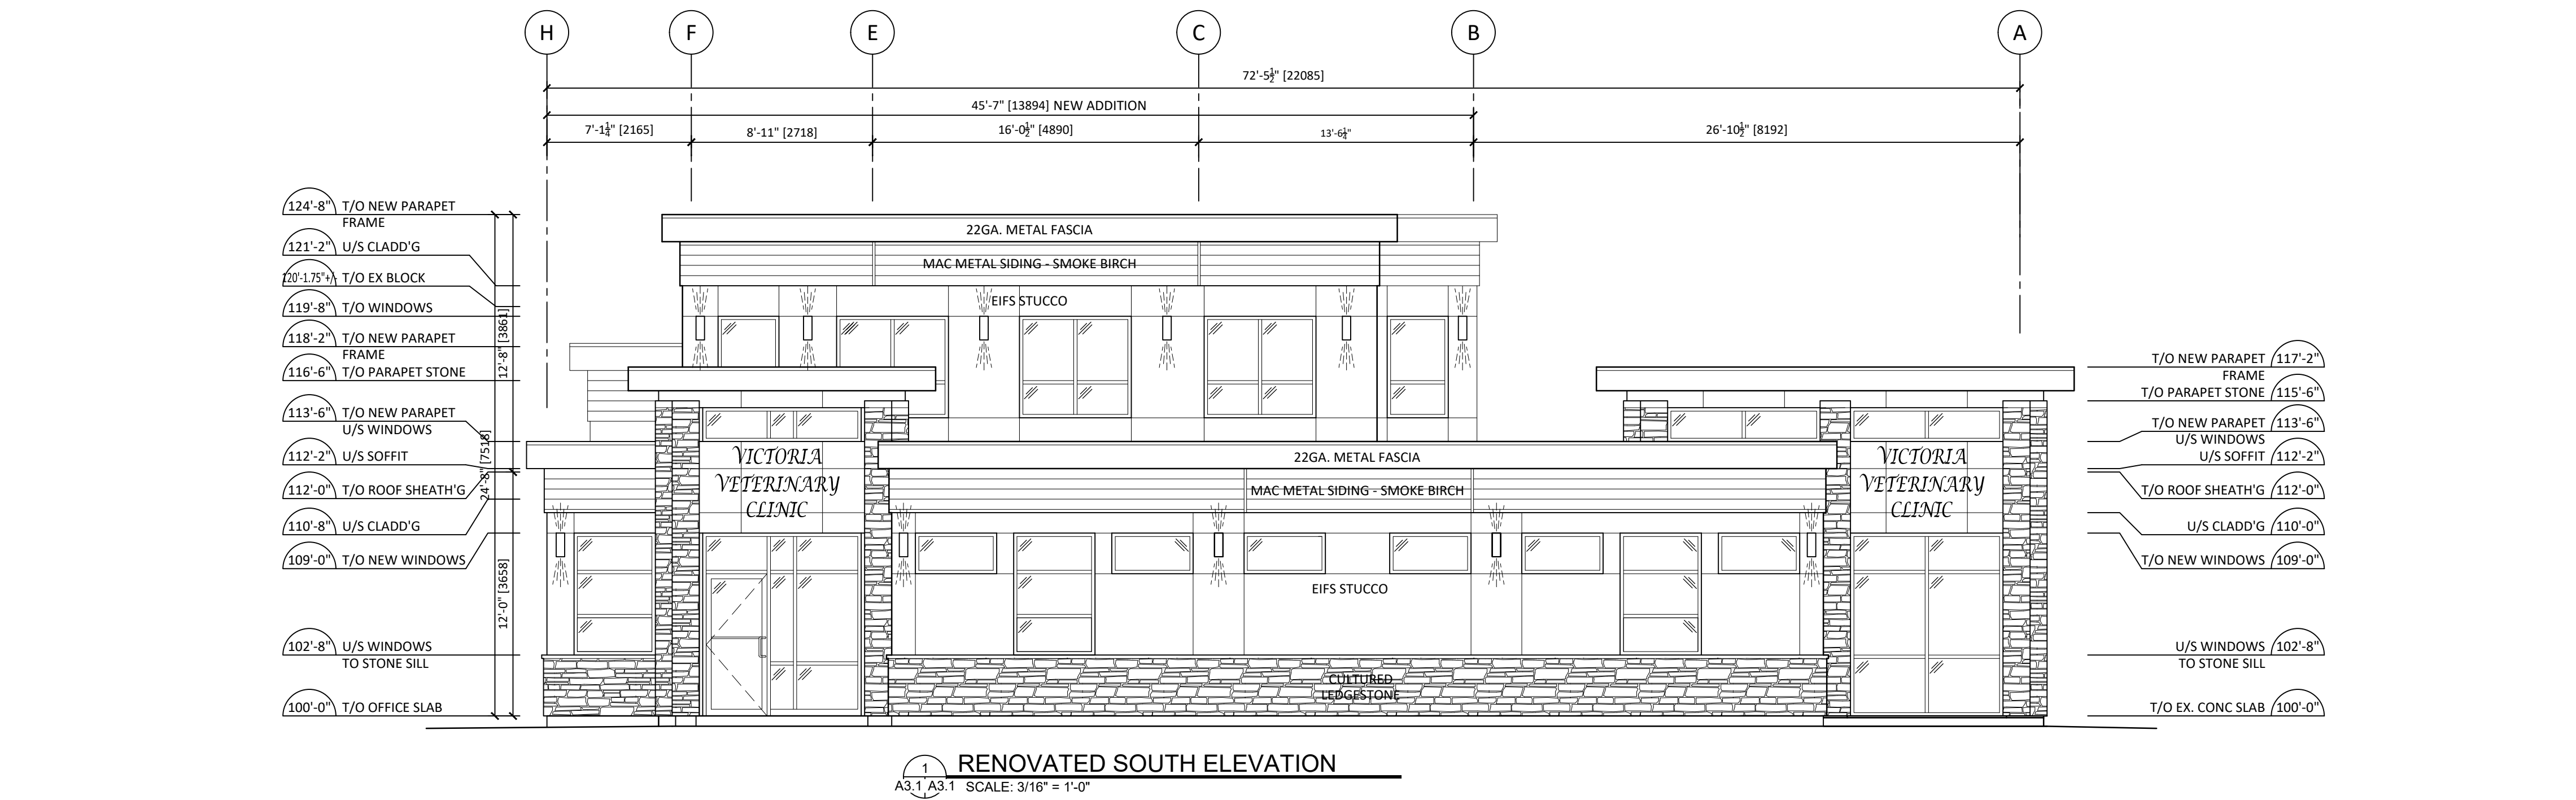 H F E C B A
72'-5½" [22085]
45'-7" [13894] NEW ADDITION
7'-1¼" [2165] 8'-11" [2718] 16'-0½" [4890] 13'-6¼" 26'-10½" [8192]
124'-8" T/O NEW PARAPET
FRAME
121'-2" U/S CLADD'G
120'-1.75"+/- T/O EX BLOCK
119'-8" T/O WINDOWS
118'-2" T/O NEW PARAPET
FRAME
116'-6" T/O PARAPET STONE
113'-6" T/O NEW PARAPET
U/S WINDOWS
112'-2" U/S SOFFIT
112'-0" T/O ROOF SHEATH'G
110'-8" U/S CLADD'G
109'-0" T/O NEW WINDOWS
102'-8" U/S WINDOWS
TO STONE SILL
100'-0" T/O OFFICE SLAB
12'-8" [3861]
24'-8" [7518]
12'-0" [3658]
22GA. METAL FASCIA
MAC METAL SIDING - SMOKE BIRCH
EIFS STUCCO
VICTORIA
VETERINARY
CLINIC
22GA. METAL FASCIA
MAC METAL SIDING - SMOKE BIRCH
EIFS STUCCO
CULTURED
LEDGESTONE
VICTORIA
VETERINARY
CLINIC
T/O NEW PARAPET 117'-2"
FRAME
T/O PARAPET STONE 115'-6"
T/O NEW PARAPET 113'-6"
U/S WINDOWS
U/S SOFFIT 112'-2"
T/O ROOF SHEATH'G 112'-0"
U/S CLADD'G 110'-0"
T/O NEW WINDOWS 109'-0"
U/S WINDOWS 102'-8"
TO STONE SILL
T/O EX. CONC SLAB 100'-0"
1 RENOVATED SOUTH ELEVATION
A3.1 A3.1 SCALE: 3/16" = 1'-0"